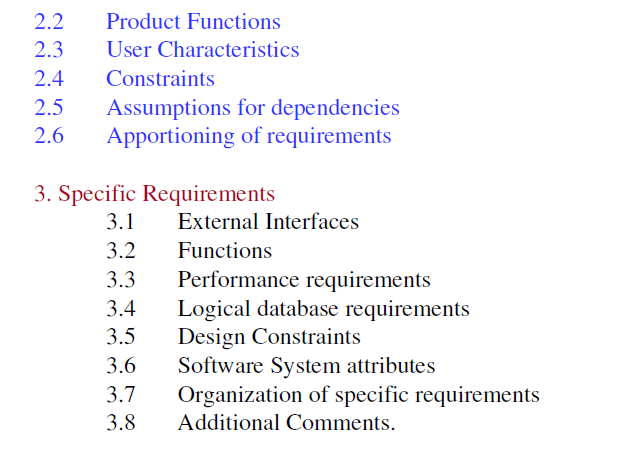 2.2 Product Functions
2.3 User Characteristics
2.4 Constraints
2.5 Assumptions for dependencies
2.6 Apportioning of requirements
3. Specific Requirements
3.1 External Interfaces
3.2 Functions
3.3 Performance requirements
3.4 Logical database requirements
3.5 Design Constraints
3.6 Software System attributes
3.7 Organization of specific requirements
3.8 Additional Comments.